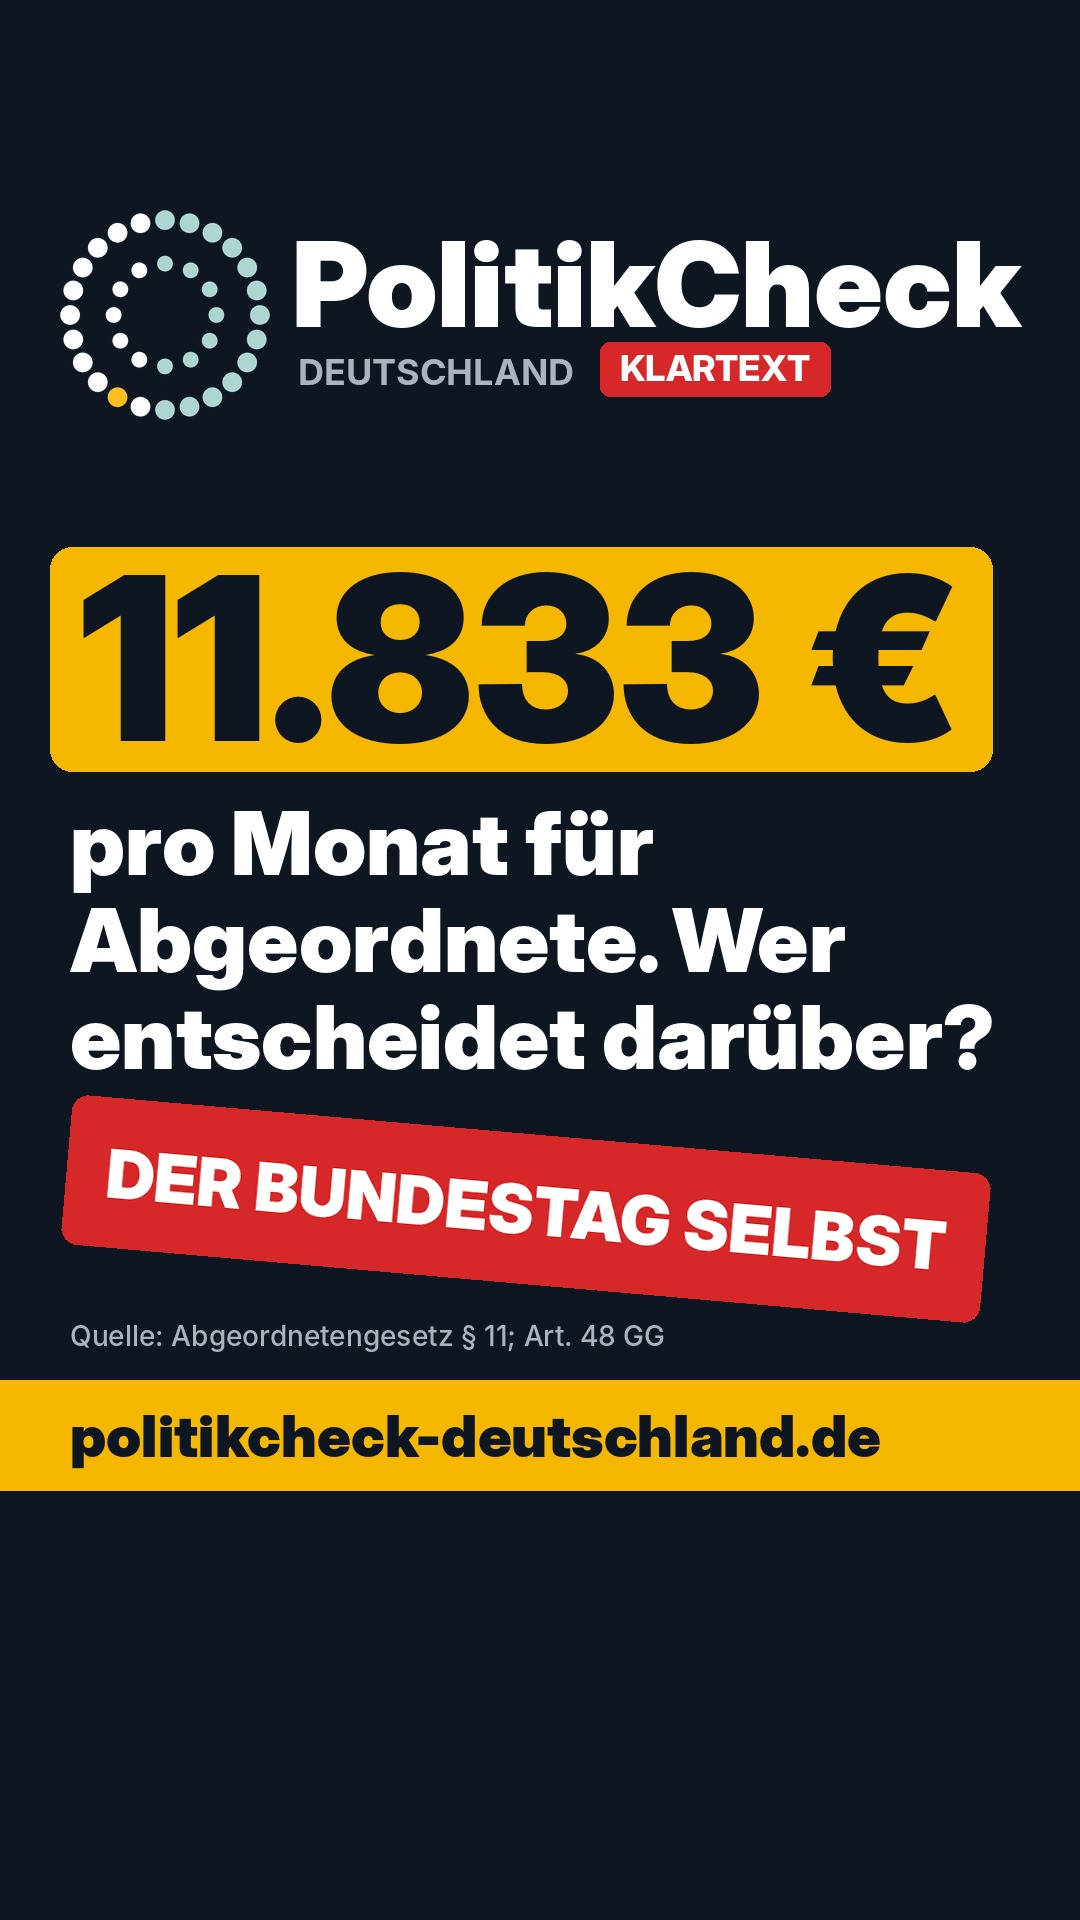 PolitikCheck
DEUTSCHLAND KLARTEXT
11.833 €
pro Monat für
Abgeordnete. Wer
entscheidet darüber?
DER BUNDESTAG SELBST
Quelle: Abgeordnetengesetz § 11; Art. 48 GG
politikcheck-deutschland.de